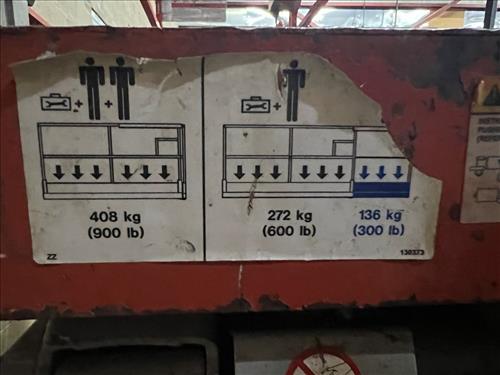 408 kg
(900 lb)
272 kg
(600 lb)
136 kg
(300 lb)
ZZ
130373